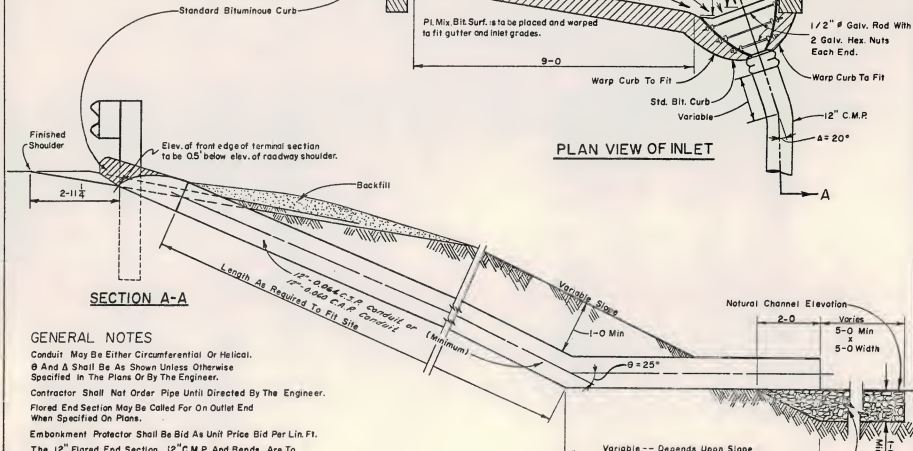 Standard Bituminous Curb
Pl. Mix. Bit. Surf. is to be placed and warped
to fit gutter and inlet grades.
9-0
1/2" ø Galv. Rod With
2 Galv. Hex. Nuts
Each End.
Warp Curb To Fit
Warp Curb To Fit
Std. Bit. Curb
Variable
12" C.M.P.
Δ = 20°
PLAN VIEW OF INLET
A
Finished
Shoulder
Elev. of front edge of terminal section
to be 0.5' below elev. of roadway shoulder.
Backfill
2-11 1/4
SECTION A-A
Length As Required To Fit Site
12"-0.064 C.S.P. Conduit or
12"-0.060 C.A.P. Conduit
(Minimum)
Variable Slope
1-0 Min
Natural Channel Elevation
2-0
Varies
5-0 Min
x
5-0 Width
θ = 25°
GENERAL NOTES
Conduit May Be Either Circumferential Or Helical.
θ And Δ Shall Be As Shown Unless Otherwise
Specified In The Plans Or By The Engineer.
Contractor Shall Not Order Pipe Until Directed By The Engineer.
Flared End Section May Be Called For On Outlet End
When Specified On Plans.
Embankment Protector Shall Be Bid As Unit Price Bid Per Lin. Ft.
The 12" Flared End Section, 12" C.M.P. And Bends, Are To
Variable -- Depends Upon Slope